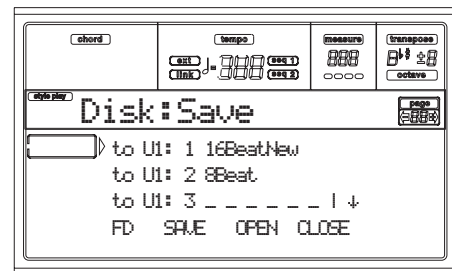 chord tempo measure transpose
ext seq 1
link seq 2
octave
style play Disk:Save page
to U1: 1 16BeatNew
to U1: 2 8Beat
to U1: 3 _ _ _ _ _ _ | ↓
FD SAVE OPEN CLOSE